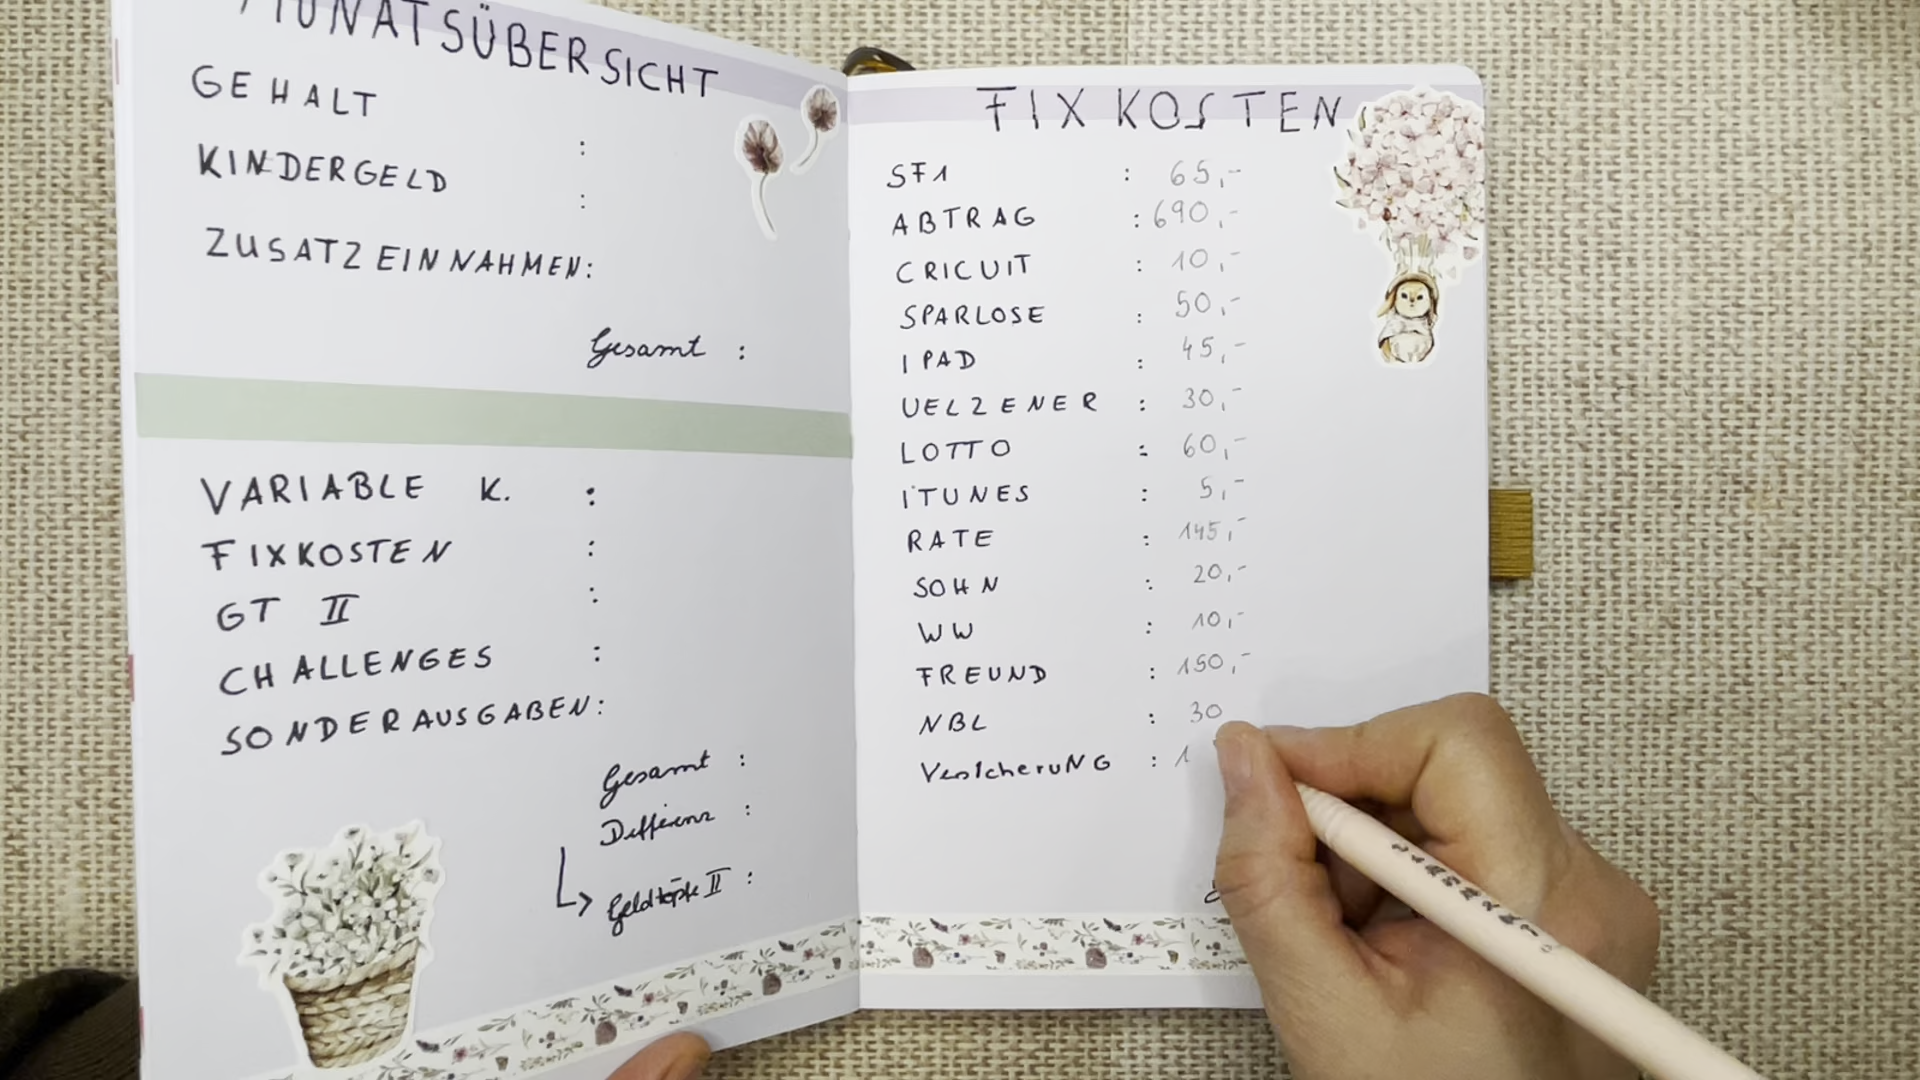 MONATSÜBERSICHT
GEHALT :
KINDERGELD :
ZUSATZEINNAHMEN:
Gesamt :
VARIABLE K. :
FIXKOSTEN :
GT II :
CHALLENGES :
SONDERAUSGABEN:
Gesamt :
Differenz :
Geldtöpfe II :
FIXKOSTEN
SF1 : 65,-
ABTRAG : 690,-
CRICUIT : 10,-
SPARLOSE : 50,-
IPAD : 45,-
UELZENER : 30,-
LOTTO : 60,-
ITUNES : 5,-
RATE : 145,-
SOHN : 20,-
WW : 10,-
FREUND : 150,-
NBL : 30
VersicheruNG : 1